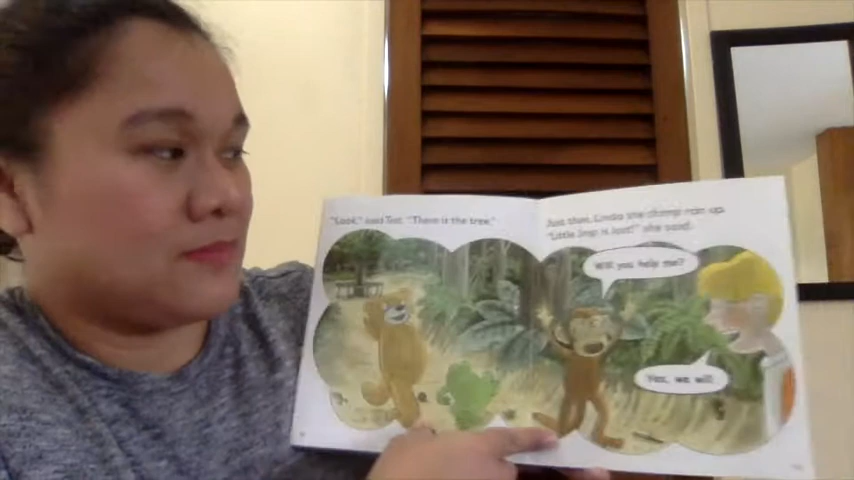 "Look," said Ted. "There is the tree."
Just then, Linda the chimp ran up.
"Little Jimp is lost!" she said.
Will you help me?
Yes, we will.